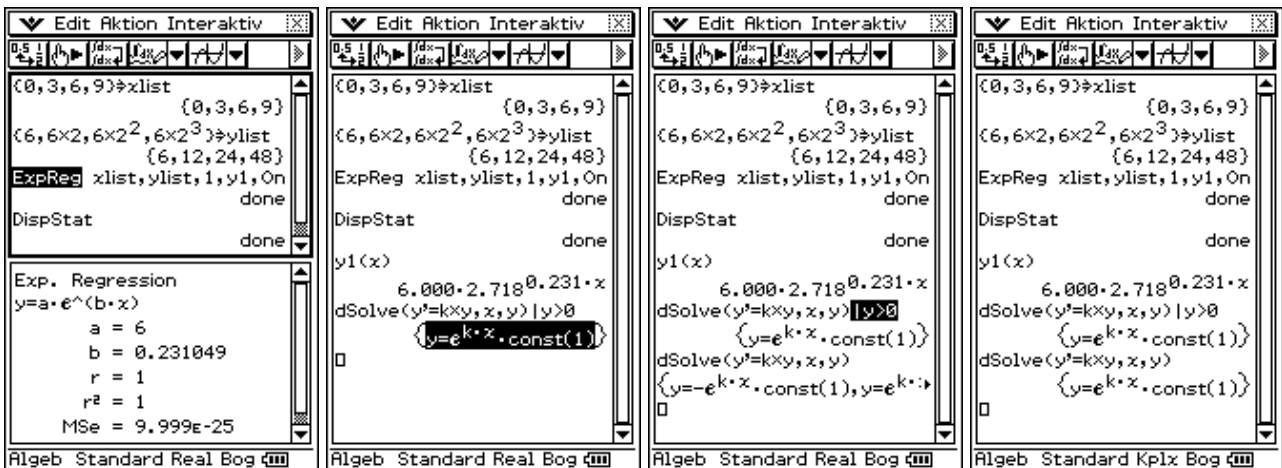 Edit Aktion Interaktiv
{0,3,6,9}⇒xlist
{0,3,6,9}
{6,6×2,6×2²,6×2³}⇒ylist
{6,12,24,48}
ExpReg xlist,ylist,1,y1,On
done
DispStat
done
Exp. Regression
y=a·e^(b·x)
a = 6
b = 0.231049
r = 1
r² = 1
MSe = 9.999E-25
Algeb Standard Real Bog
Edit Aktion Interaktiv
{0,3,6,9}⇒xlist
{0,3,6,9}
{6,6×2,6×2²,6×2³}⇒ylist
{6,12,24,48}
ExpReg xlist,ylist,1,y1,On
done
DispStat
done
y1(x)
6.000·2.718^0.231·x
dSolve(y'=k×y,x,y)|y>0
{y=e^k·x·const(1)}
Algeb Standard Real Bog
Edit Aktion Interaktiv
{0,3,6,9}⇒xlist
{0,3,6,9}
{6,6×2,6×2²,6×2³}⇒ylist
{6,12,24,48}
ExpReg xlist,ylist,1,y1,On
done
DispStat
done
y1(x)
6.000·2.718^0.231·x
dSolve(y'=k×y,x,y)|y>0
{y=e^k·x·const(1)}
dSolve(y'=k×y,x,y)
{y=-e^k·x·const(1),y=e^k·
Algeb Standard Real Bog
Edit Aktion Interaktiv
{0,3,6,9}⇒xlist
{0,3,6,9}
{6,6×2,6×2²,6×2³}⇒ylist
{6,12,24,48}
ExpReg xlist,ylist,1,y1,On
done
DispStat
done
y1(x)
6.000·2.718^0.231·x
dSolve(y'=k×y,x,y)|y>0
{y=e^k·x·const(1)}
dSolve(y'=k×y,x,y)
{y=e^k·x·const(1)}
Algeb Standard Kplx Bog